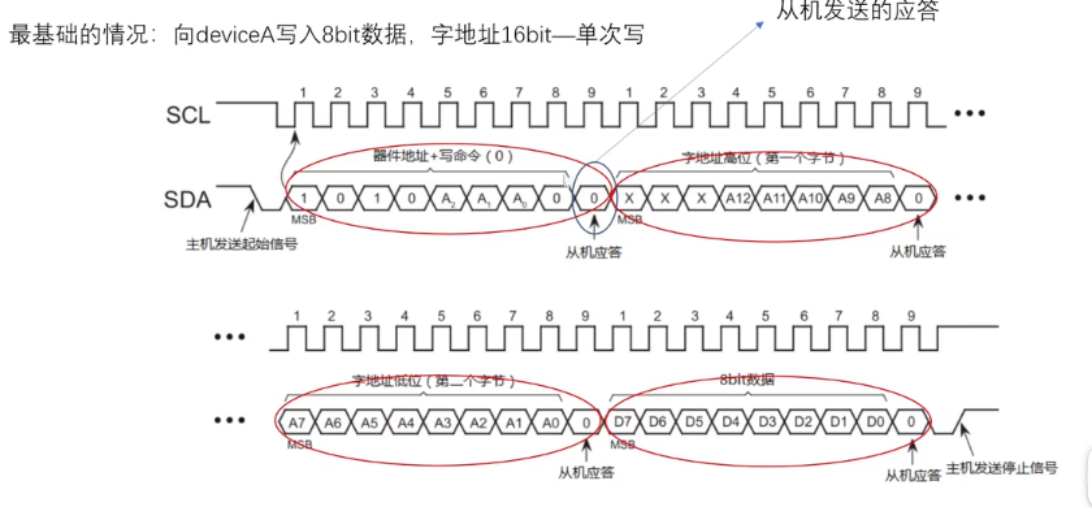 从机发送的应答
最基础的情况：向deviceA写入8bit数据，字地址16bit—单次写
1 2 3 4 5 6 7 8 9 1 2 3 4 5 6 7 8 9
SCL •••
器件地址+写命令（0） 字地址高位（第一个字节）
SDA 1 0 1 0 A2 A1 A0 0 0 X X X A12 A11 A10 A9 A8 0 •••
MSB MSB
主机发送起始信号 从机应答 从机应答
1 2 3 4 5 6 7 8 9 1 2 3 4 5 6 7 8 9
•••
字地址低位（第二个字节） 8bit数据
••• A7 A6 A5 A4 A3 A2 A1 A0 0 D7 D6 D5 D4 D3 D2 D1 D0 0
MSB MSB
从机应答 从机应答 主机发送停止信号